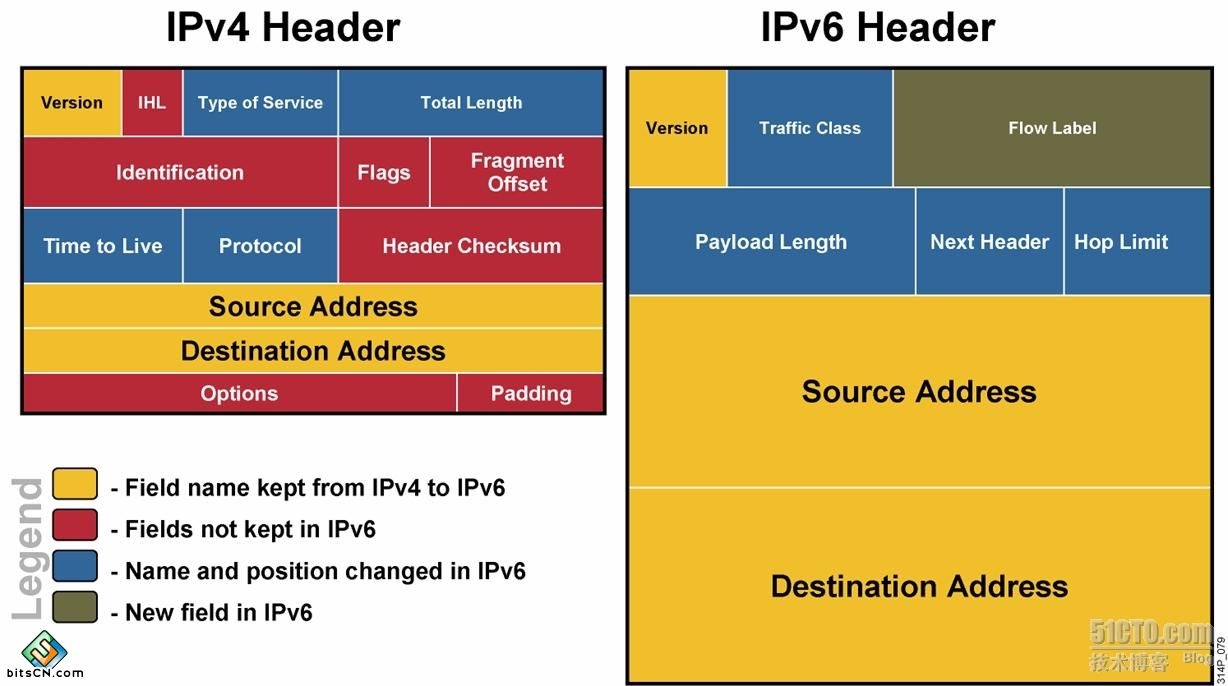 IPv4 Header
Version IHL Type of Service Total Length
Identification Flags Fragment
Offset
Time to Live Protocol Header Checksum
Source Address
Destination Address
Options Padding
IPv6 Header
Version Traffic Class Flow Label
Payload Length Next Header Hop Limit
Source Address
Destination Address
Legend
- Field name kept from IPv4 to IPv6
- Fields not kept in IPv6
- Name and position changed in IPv6
- New field in IPv6
bitsCN.com
51CTO.com
技术博客 Blog
314P_079